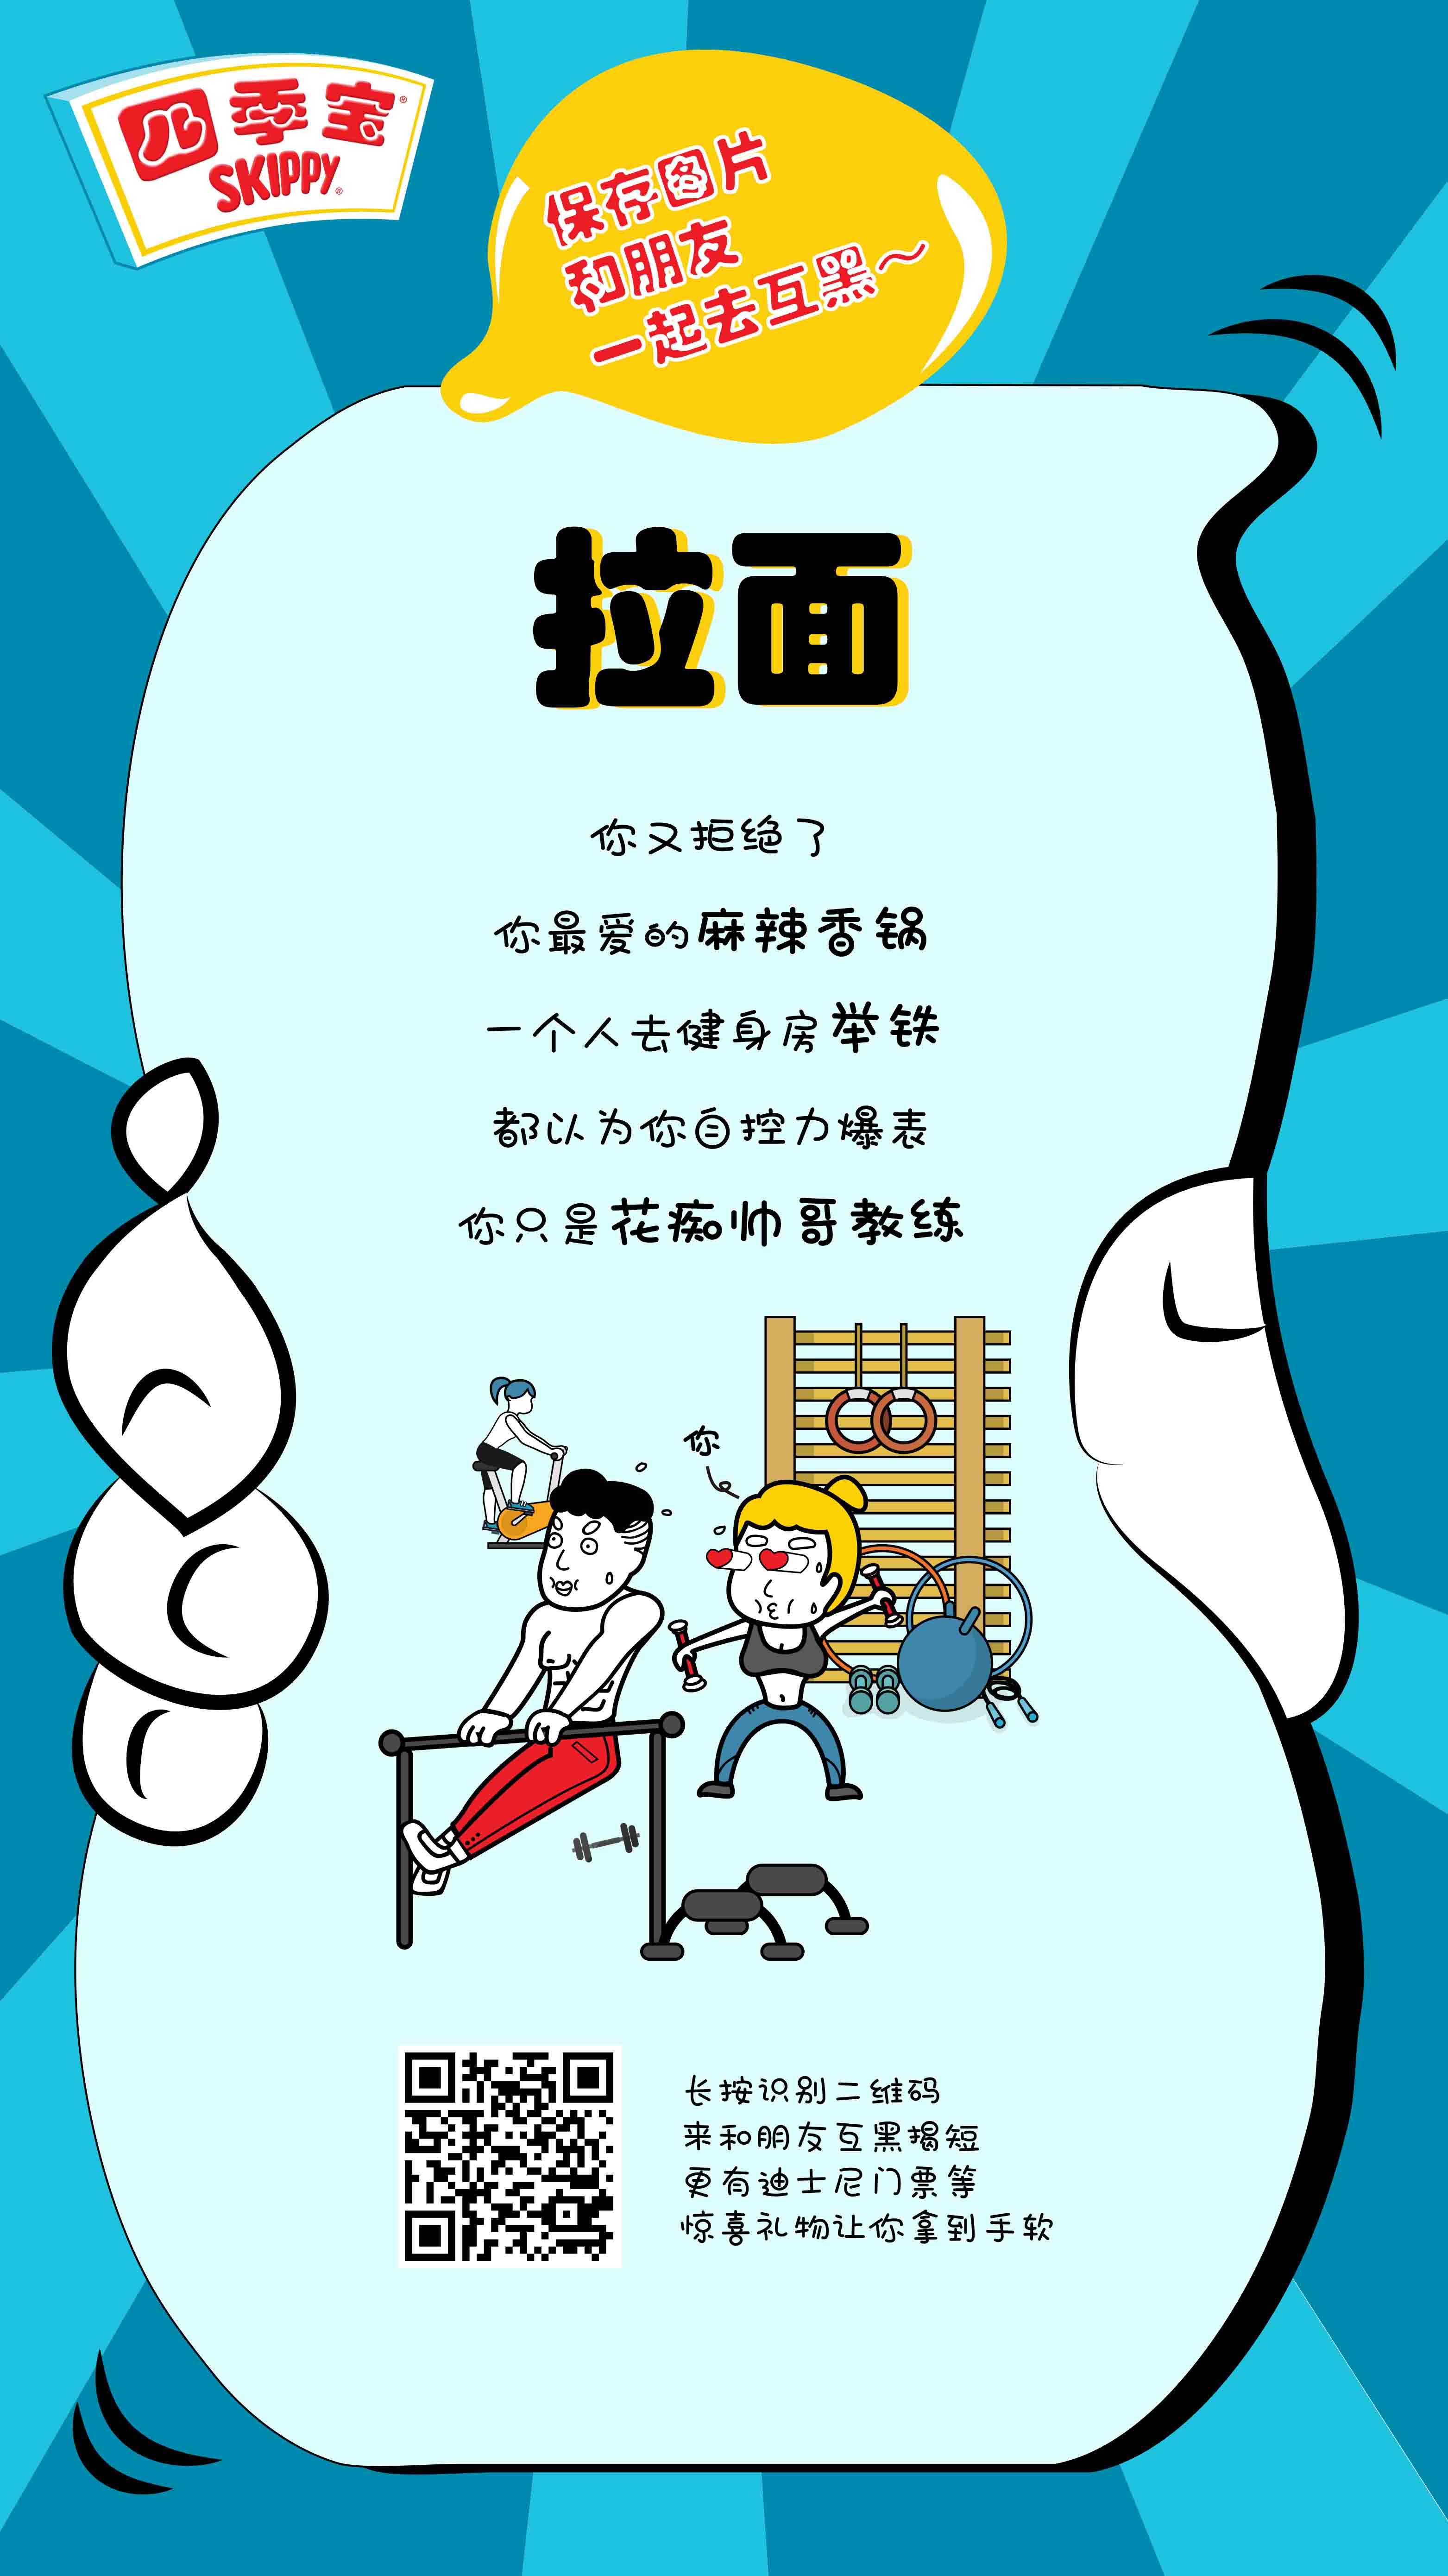 四季宝®
SKIPPY®
保存图片
和朋友
一起去互黑～
拉面
你又拒绝了
你最爱的麻辣香锅
一个人去健身房举铁
都认为你自控力爆表
你只是花痴帅哥教练
你
长按识别二维码
来和朋友互黑揭短
更有迪士尼门票等
惊喜礼物让你拿到手软